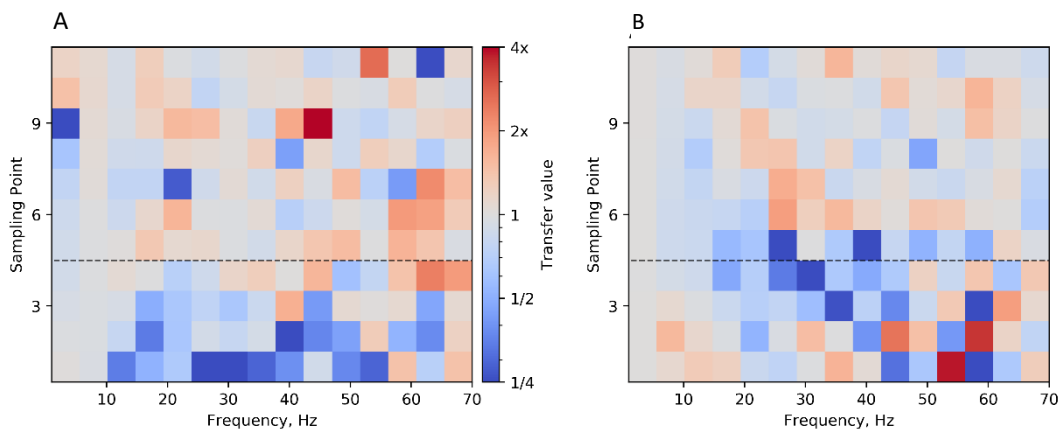 A
B
Sampling Point
9
6
3
10
20
30
40
50
60
70
Frequency, Hz
4x
2x
1
1/2
1/4
Transfer value
Sampling Point
9
6
3
10
20
30
40
50
60
70
Frequency, Hz